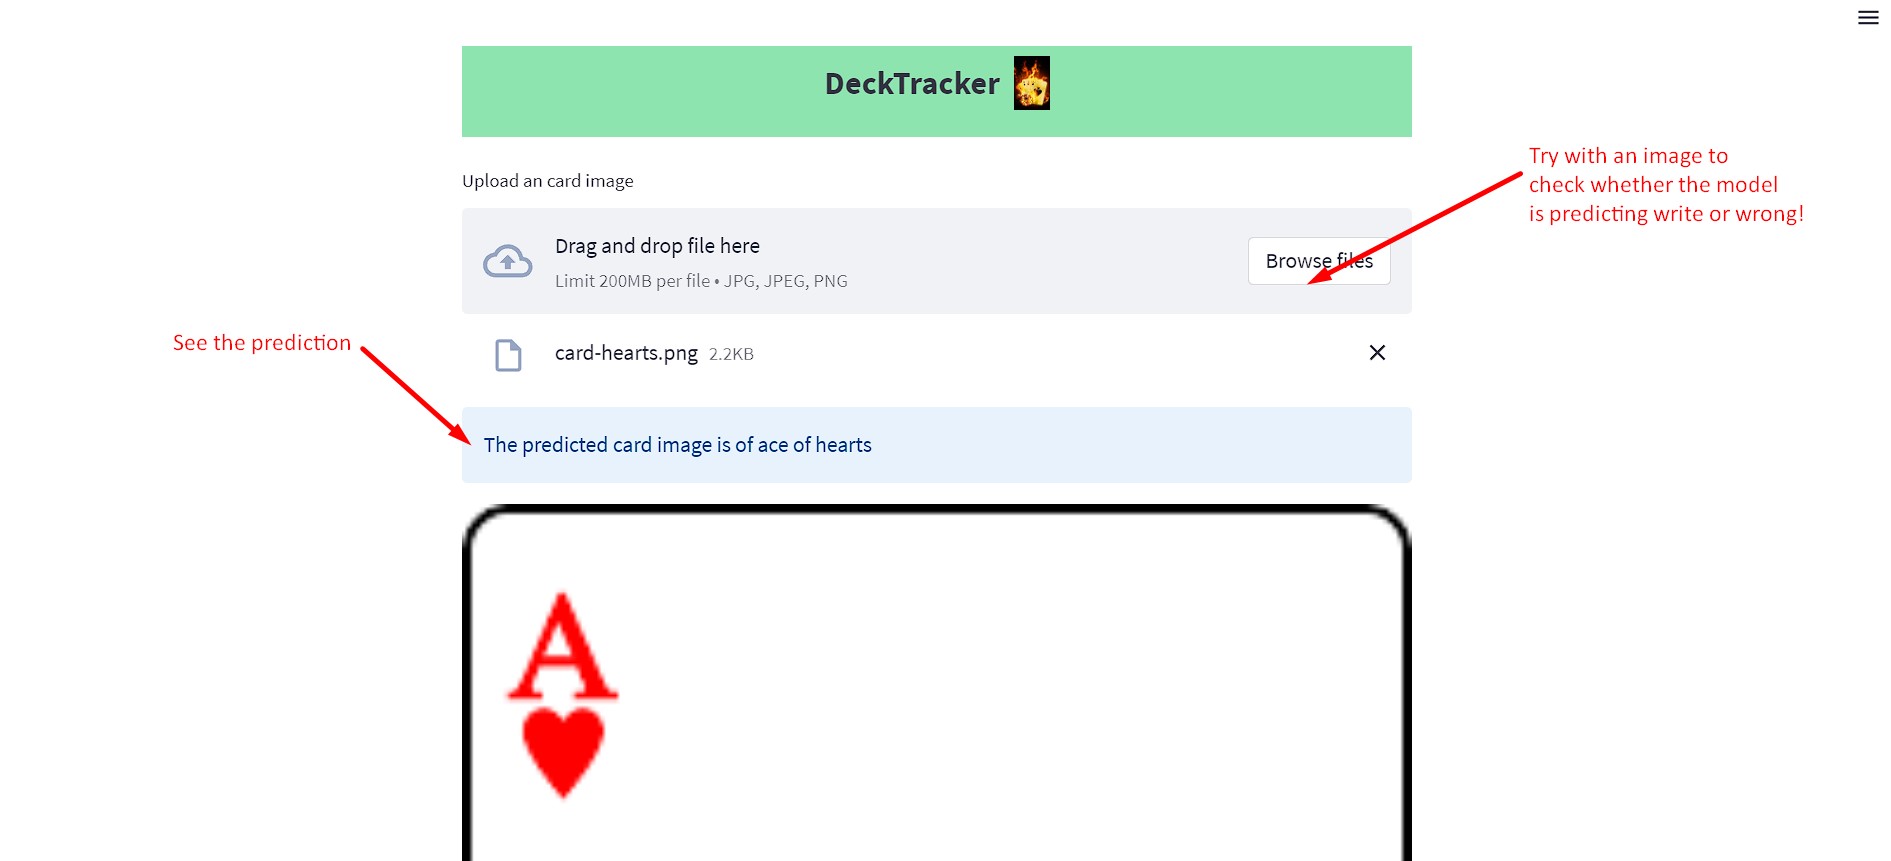 DeckTracker
Try with an image to
check whether the model
is predicting write or wrong!
Upload an card image
Drag and drop file here
Limit 200MB per file • JPG, JPEG, PNG
Browse files
See the prediction
card-hearts.png 2.2KB
The predicted card image is of ace of hearts
A